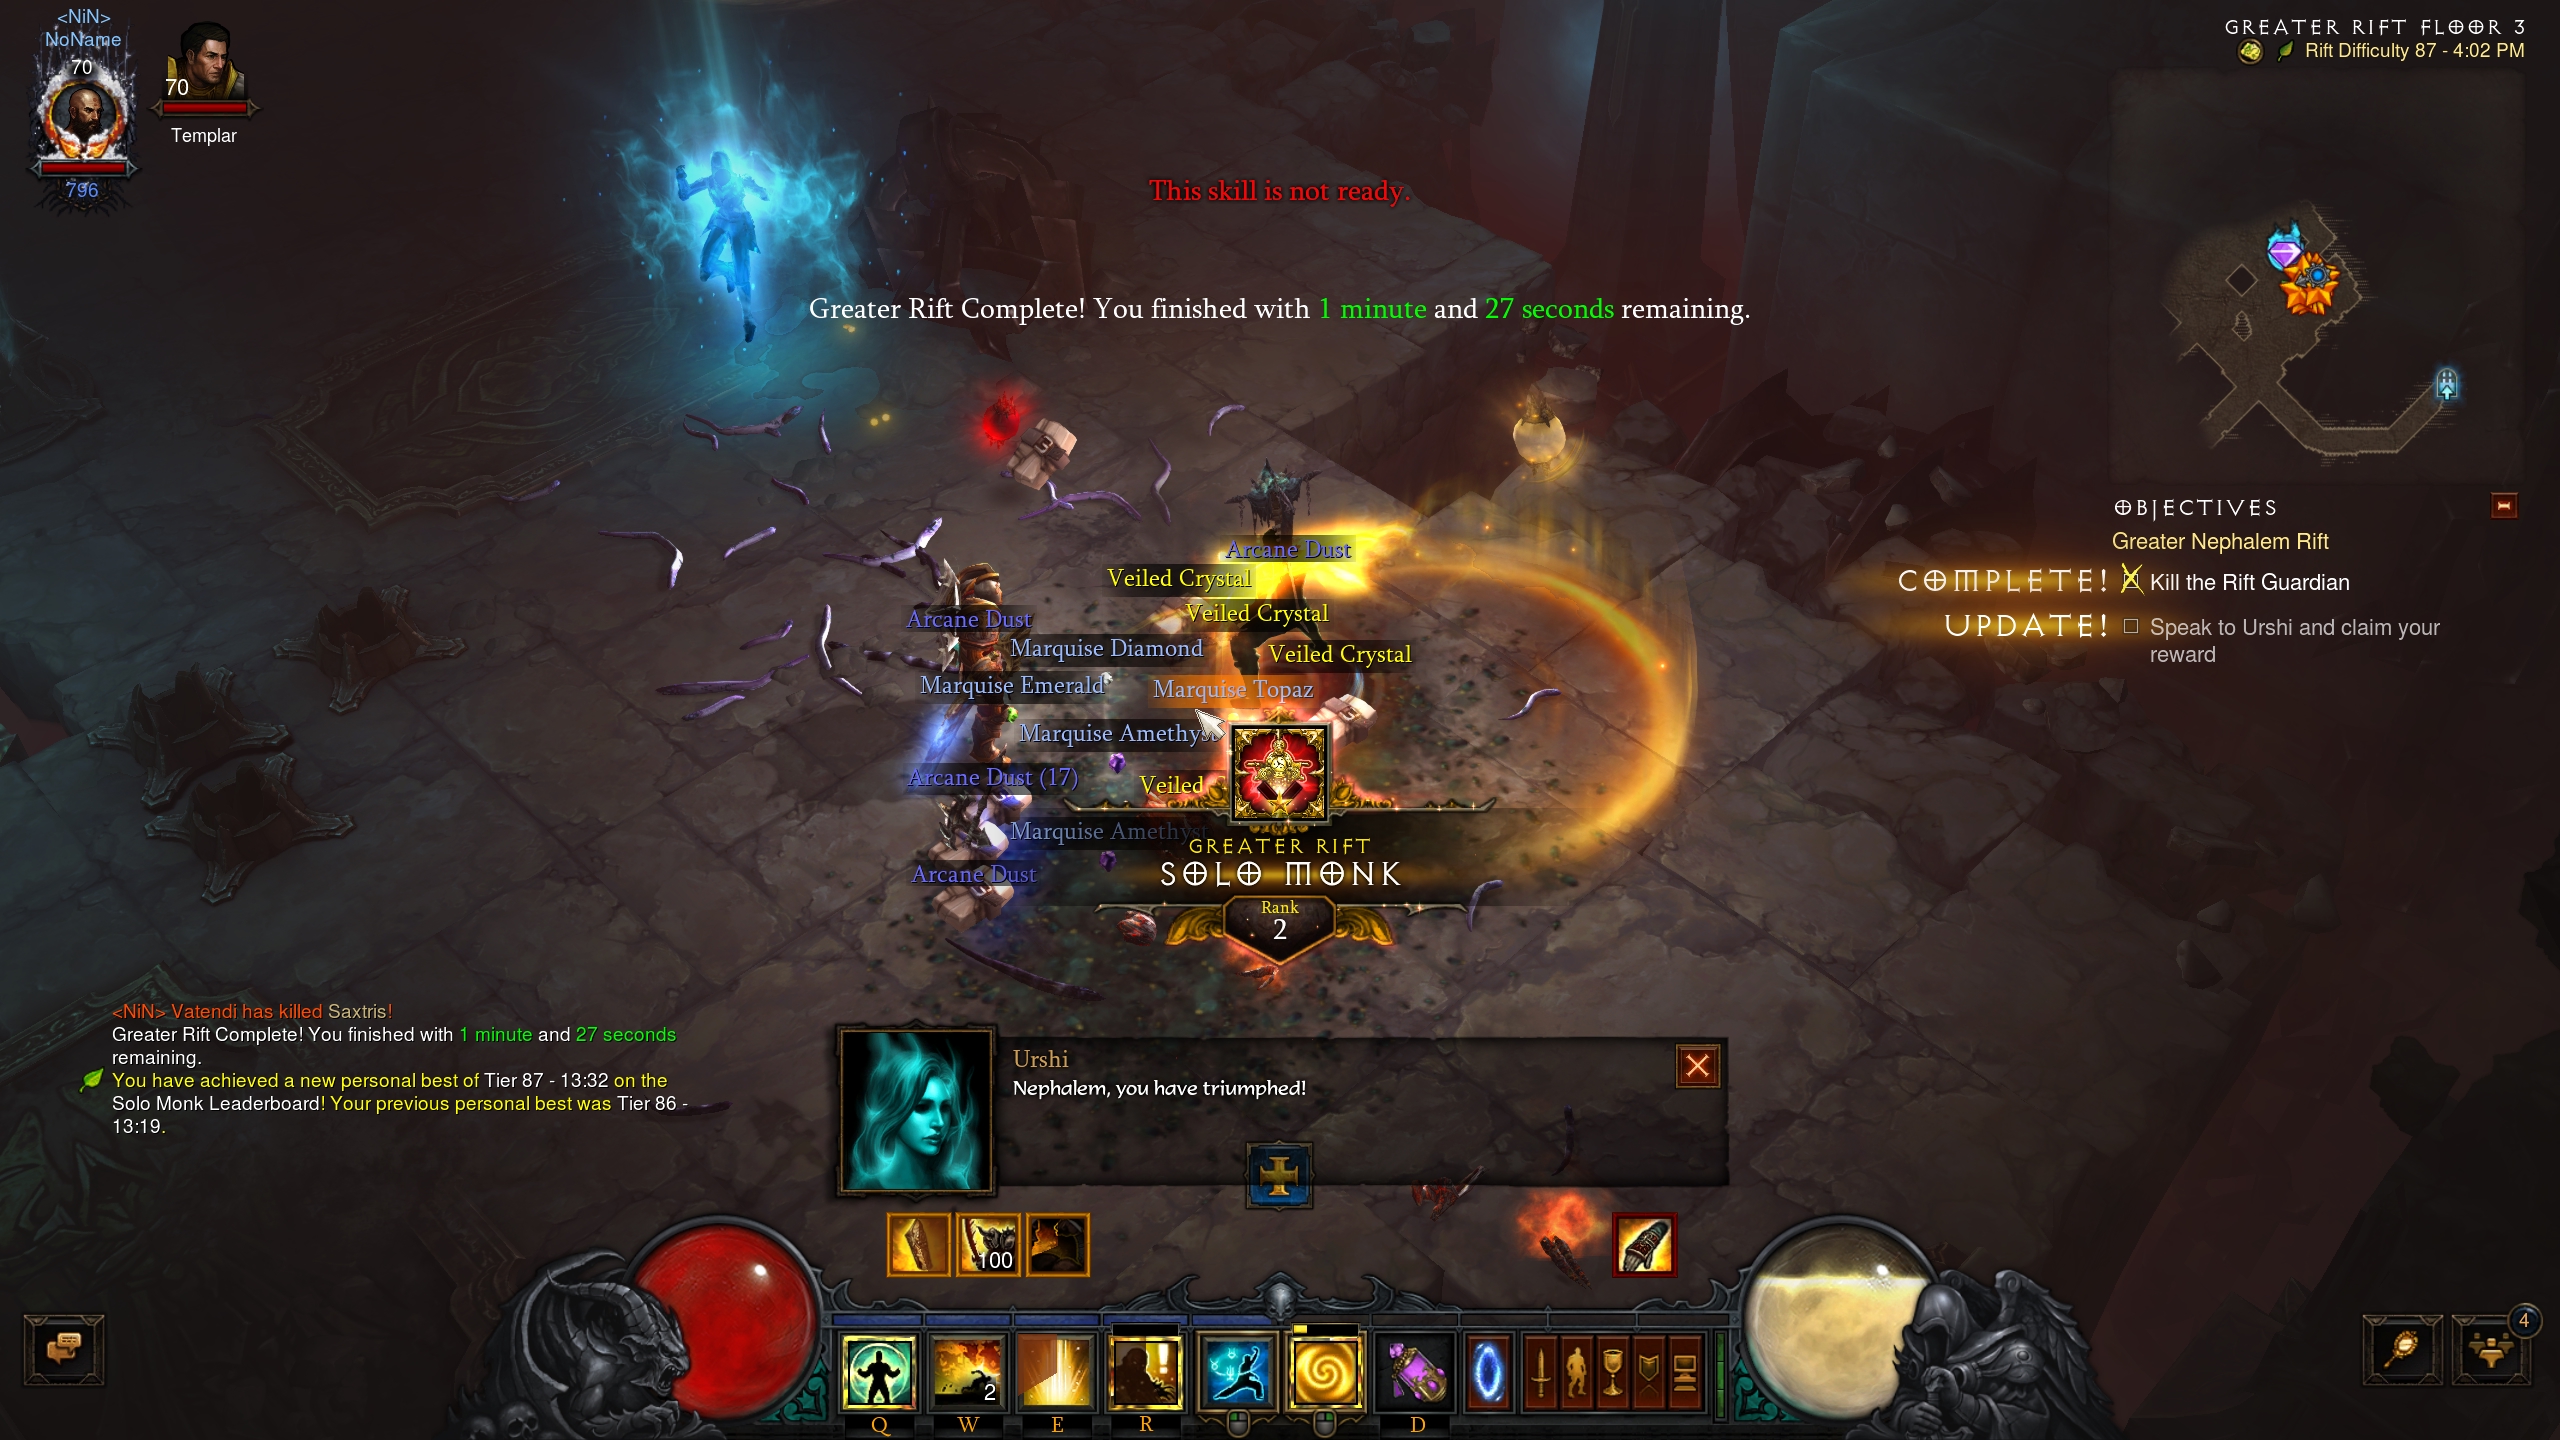 <NiN>
NoName
70
796
70
Templar
GREATER RIFT FLOOR 3
Rift Difficulty 87 - 4:02 PM
This skill is not ready.
Greater Rift Complete! You finished with 1 minute and 27 seconds remaining.
OBJECTIVES
Greater Nephalem Rift
COMPLETE! Kill the Rift Guardian
UPDATE! Speak to Urshi and claim your
reward
Arcane Dust
Veiled Crystal
Veiled Crystal
Arcane Dust
Marquise Diamond
Veiled Crystal
Marquise Emerald
Marquise Topaz
Marquise Amethyst
Arcane Dust (17)
Veiled
Marquise Amethyst
GREATER RIFT
Arcane Dust
SOLO MONK
Rank
2
<NiN> Vatendi has killed Saxtris!
Greater Rift Complete! You finished with 1 minute and 27 seconds
remaining.
You have achieved a new personal best of Tier 87 - 13:32 on the
Solo Monk Leaderboard! Your previous personal best was Tier 86 -
13:19.
Urshi
Nephalem, you have triumphed!
100
2
4
Q W E R D